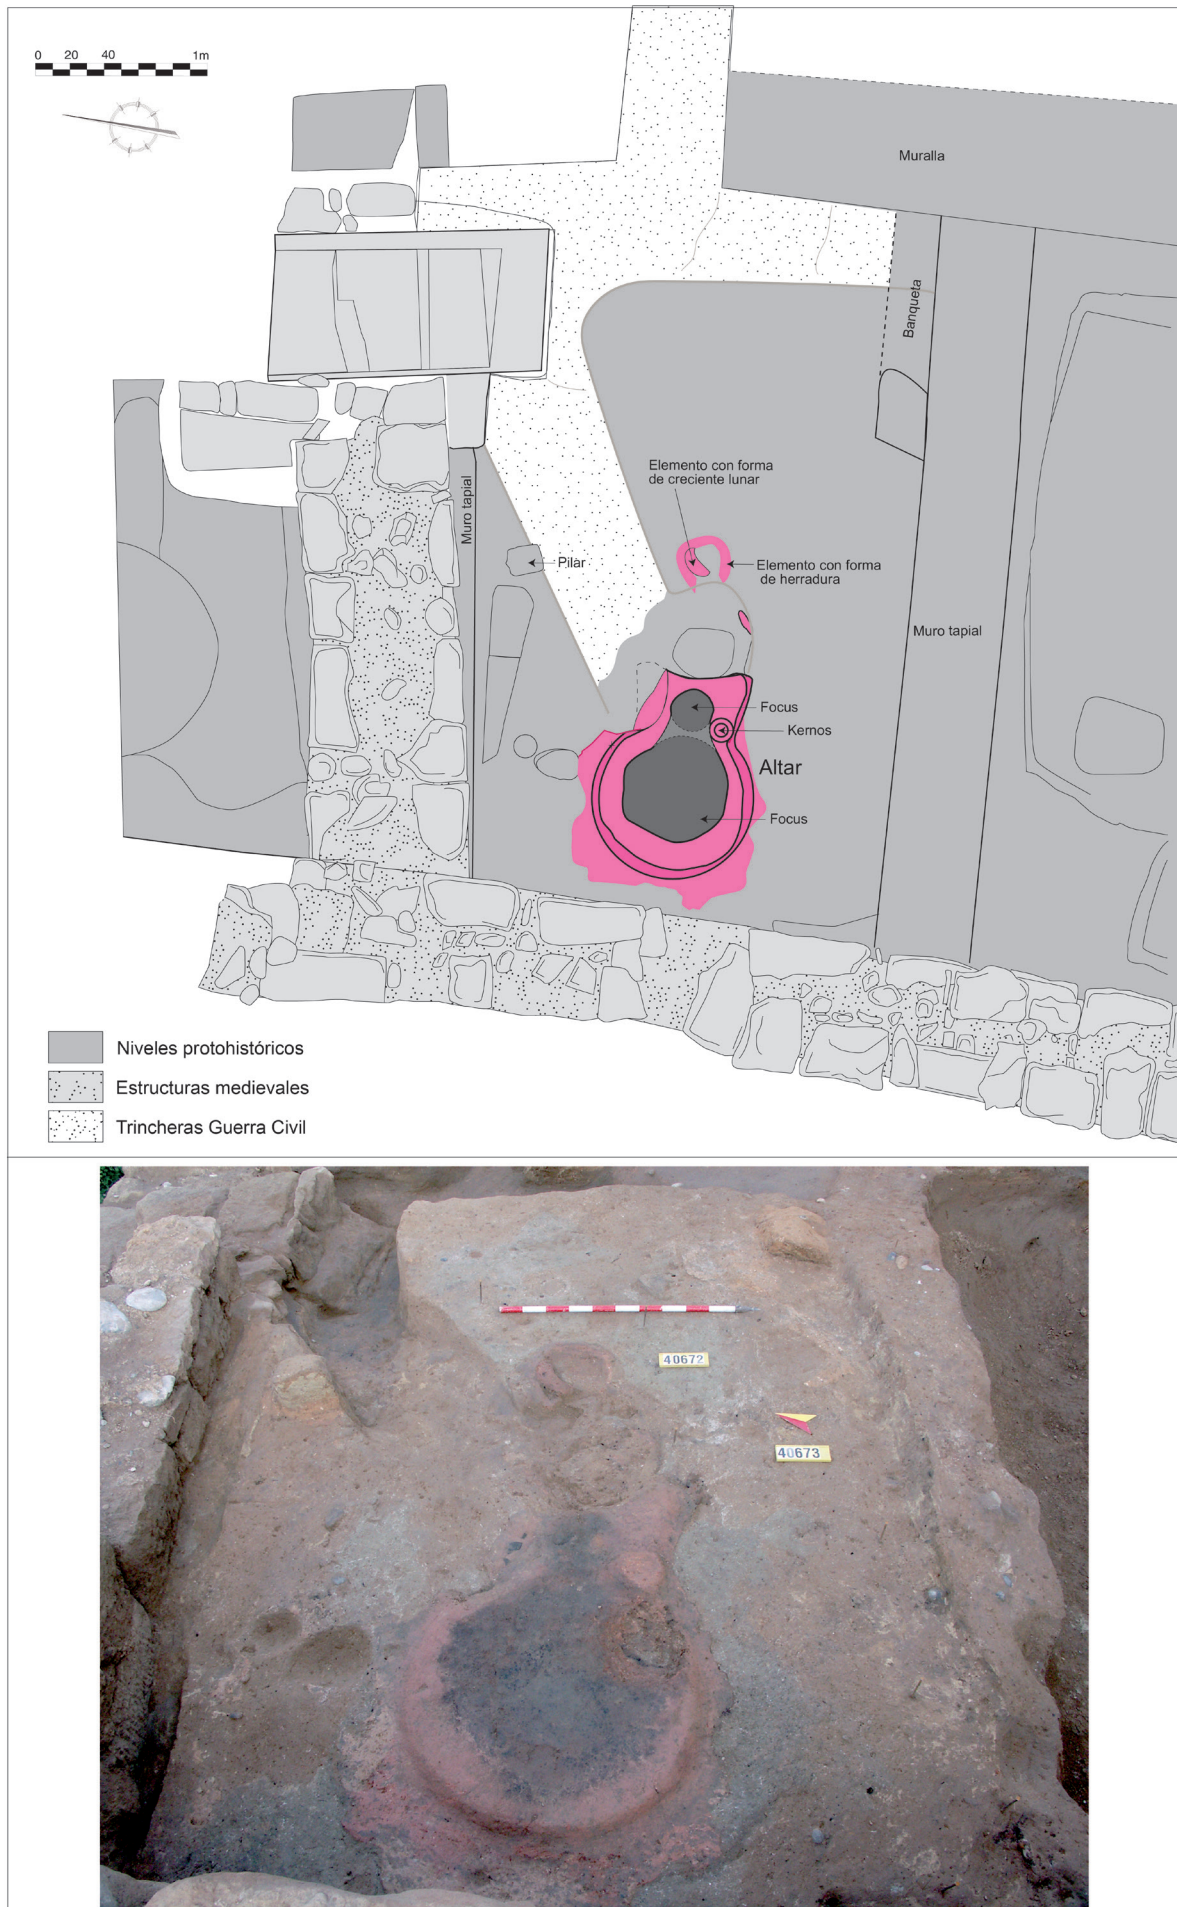 0 20 40 1m
Muralla
Banqueta
Elemento con forma
de creciente lunar
Muro tapial
Pilar
Elemento con forma
de herradura
Muro tapial
Focus
Kernos
Altar
Focus
Niveles protohistóricos
Estructuras medievales
Trincheras Guerra Civil
40672
40673